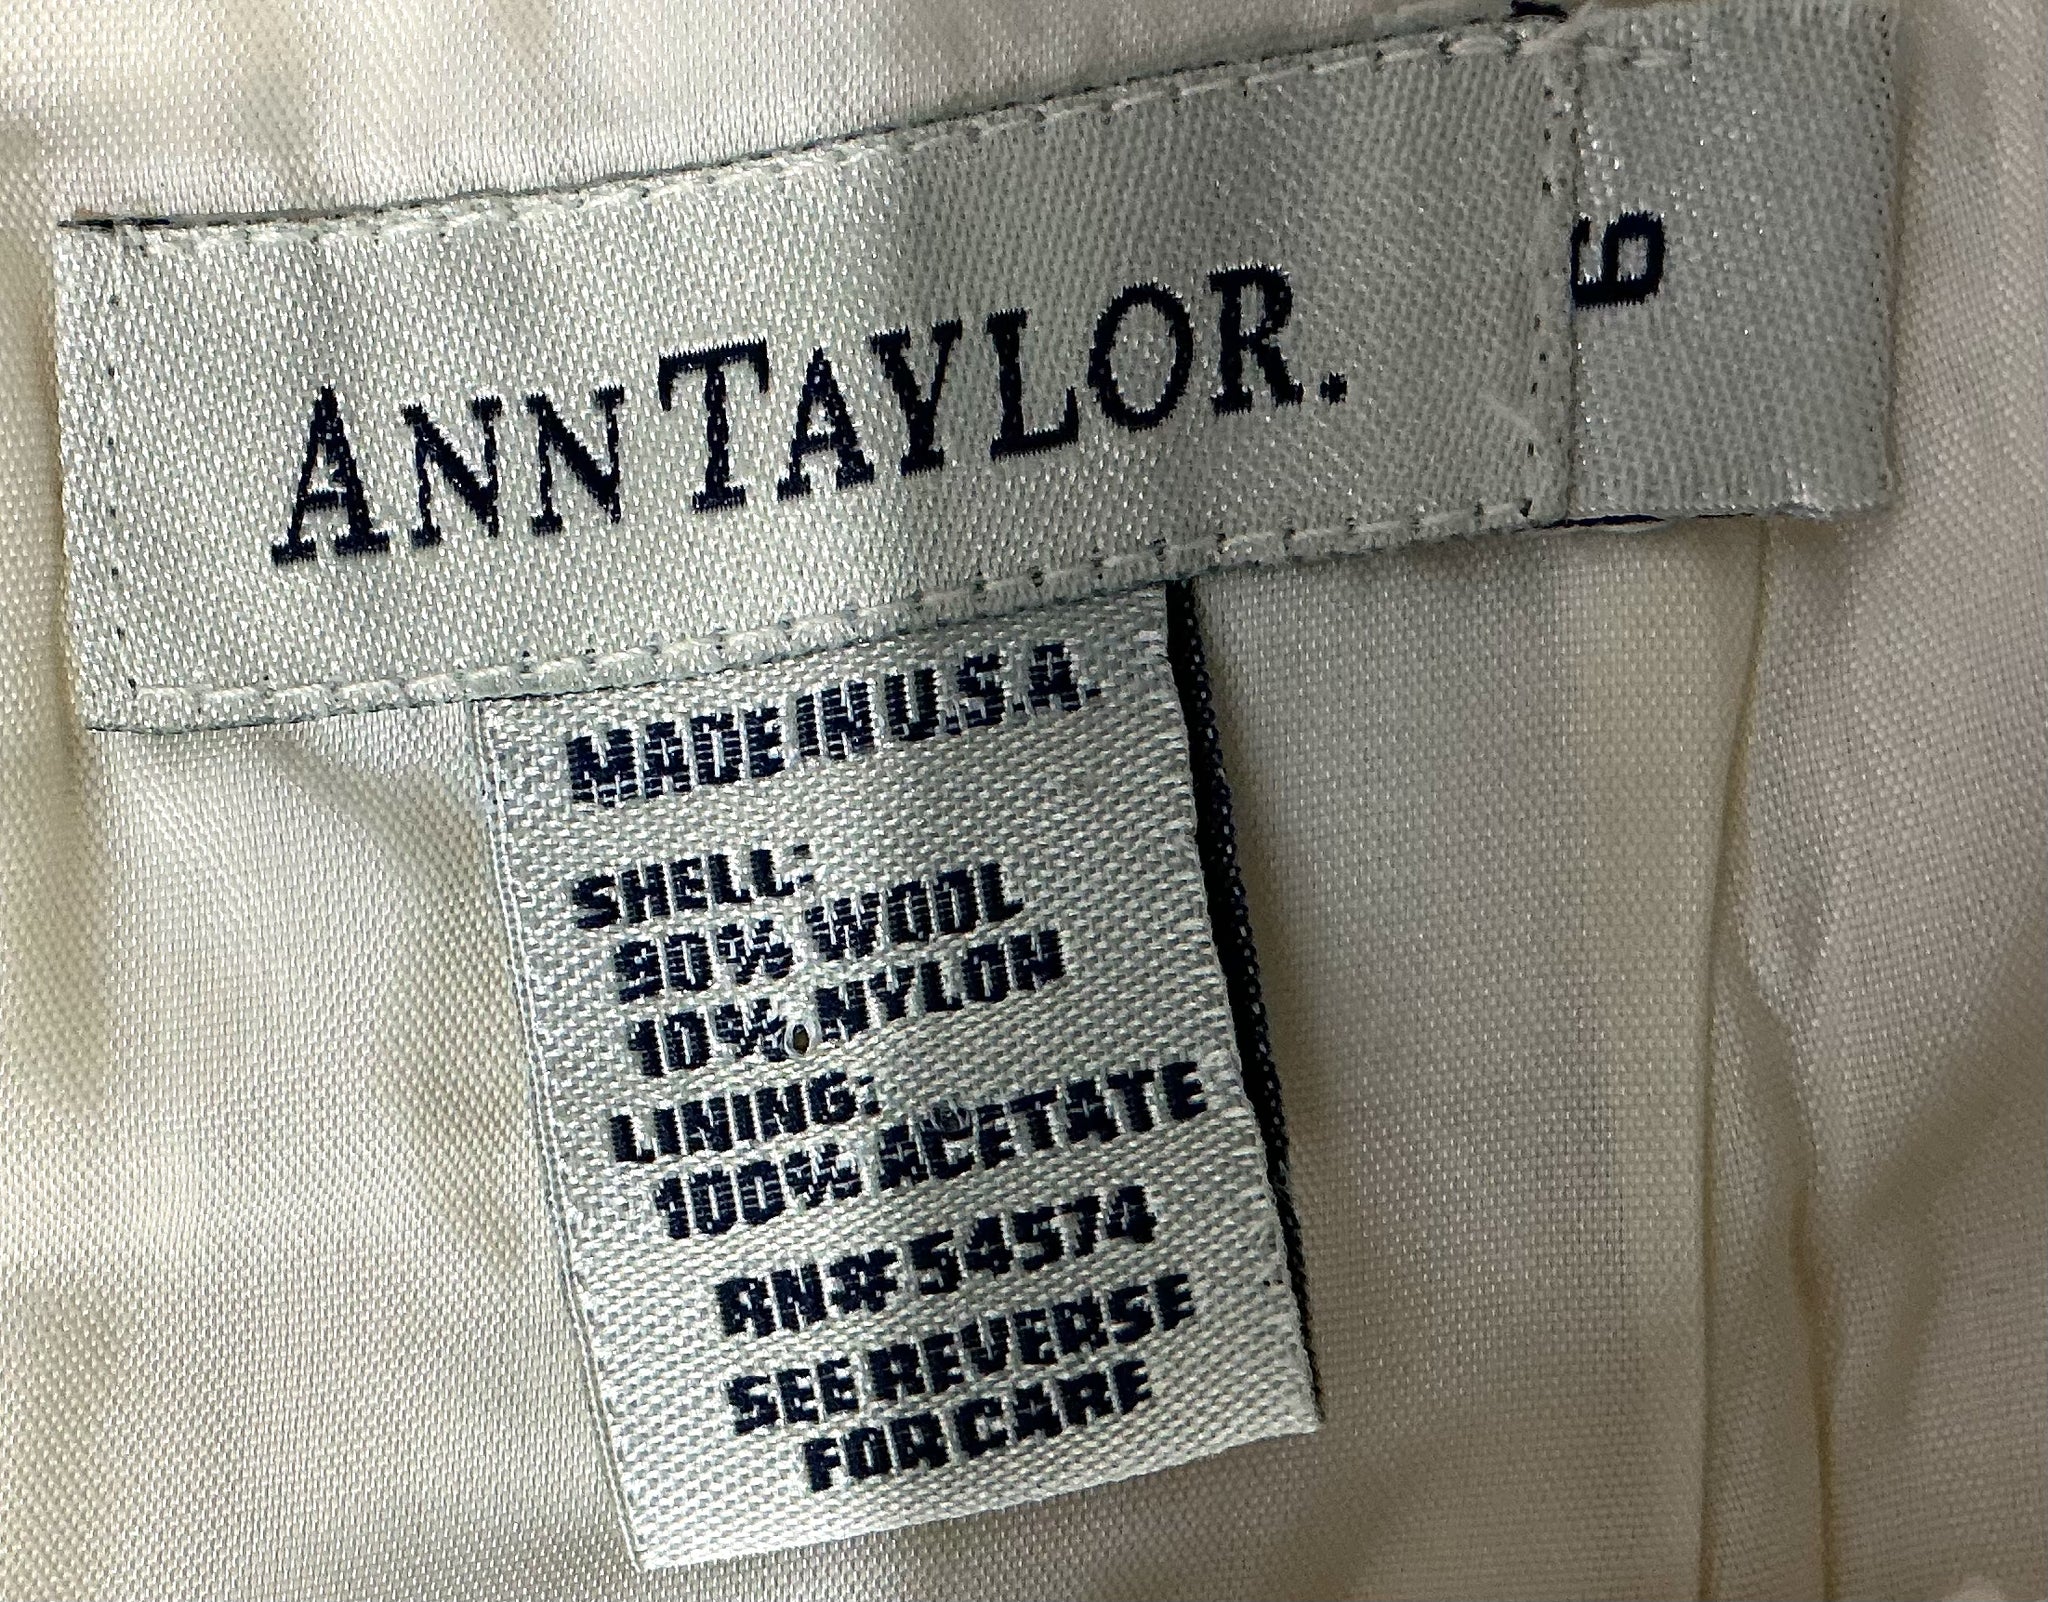 ANNTAYLOR.
6
MADE IN U.S.A.
SHELL:
90% WOOL
10% NYLON
LINING:
100% ACETATE
RN# 54574
SEE REVERSE
FOR CARE